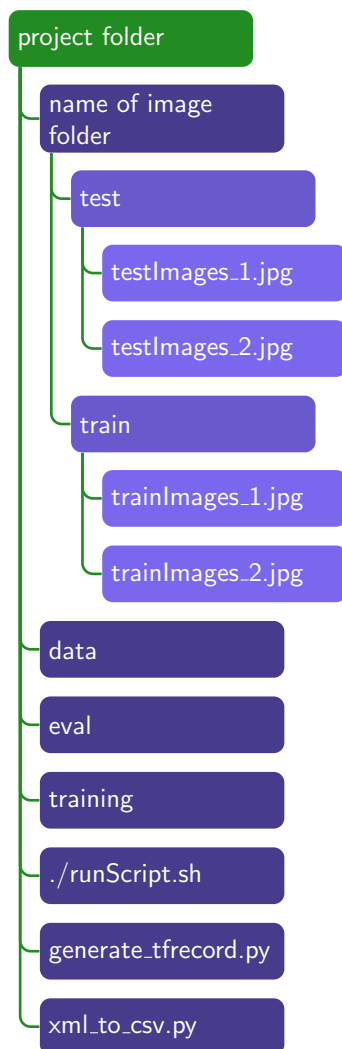 project folder
name of image
folder
test
testImages_1.jpg
testImages_2.jpg
train
trainImages_1.jpg
trainImages_2.jpg
data
eval
training
./runScript.sh
generate_tfrecord.py
xml_to_csv.py